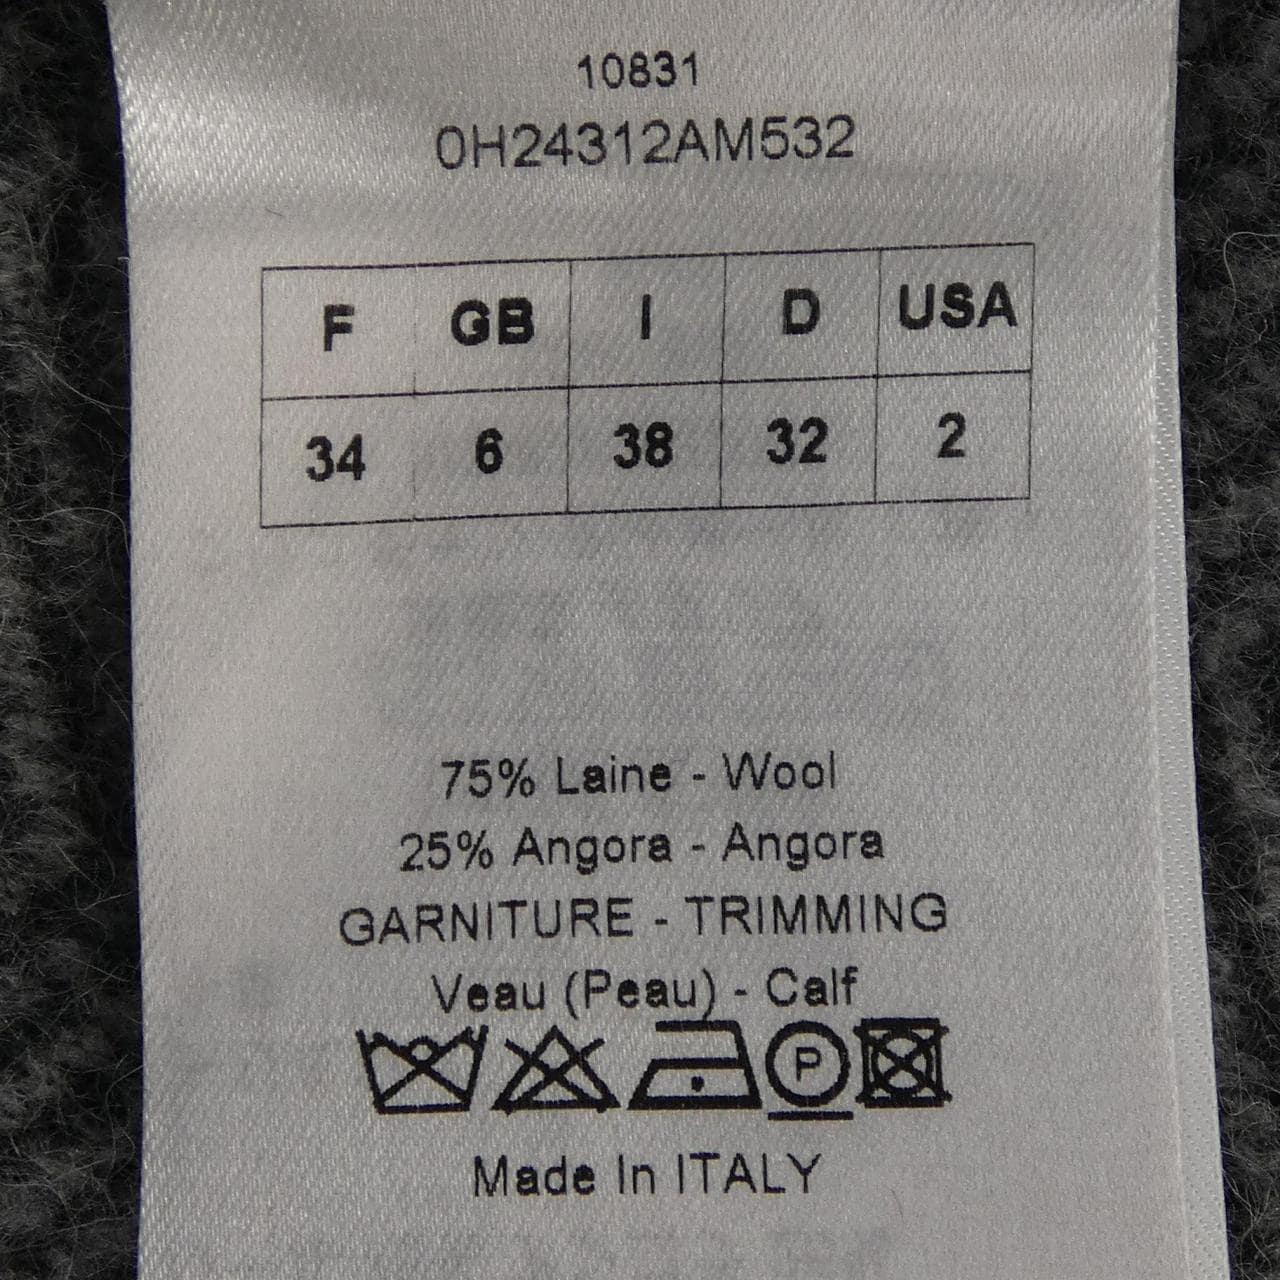 10831
0H24312AM532
F GB I D USA
34 6 38 32 2
75% Laine - Wool
25% Angora - Angora
GARNITURE - TRIMMING
Veau (Peau) - Calf
P
Made In ITALY